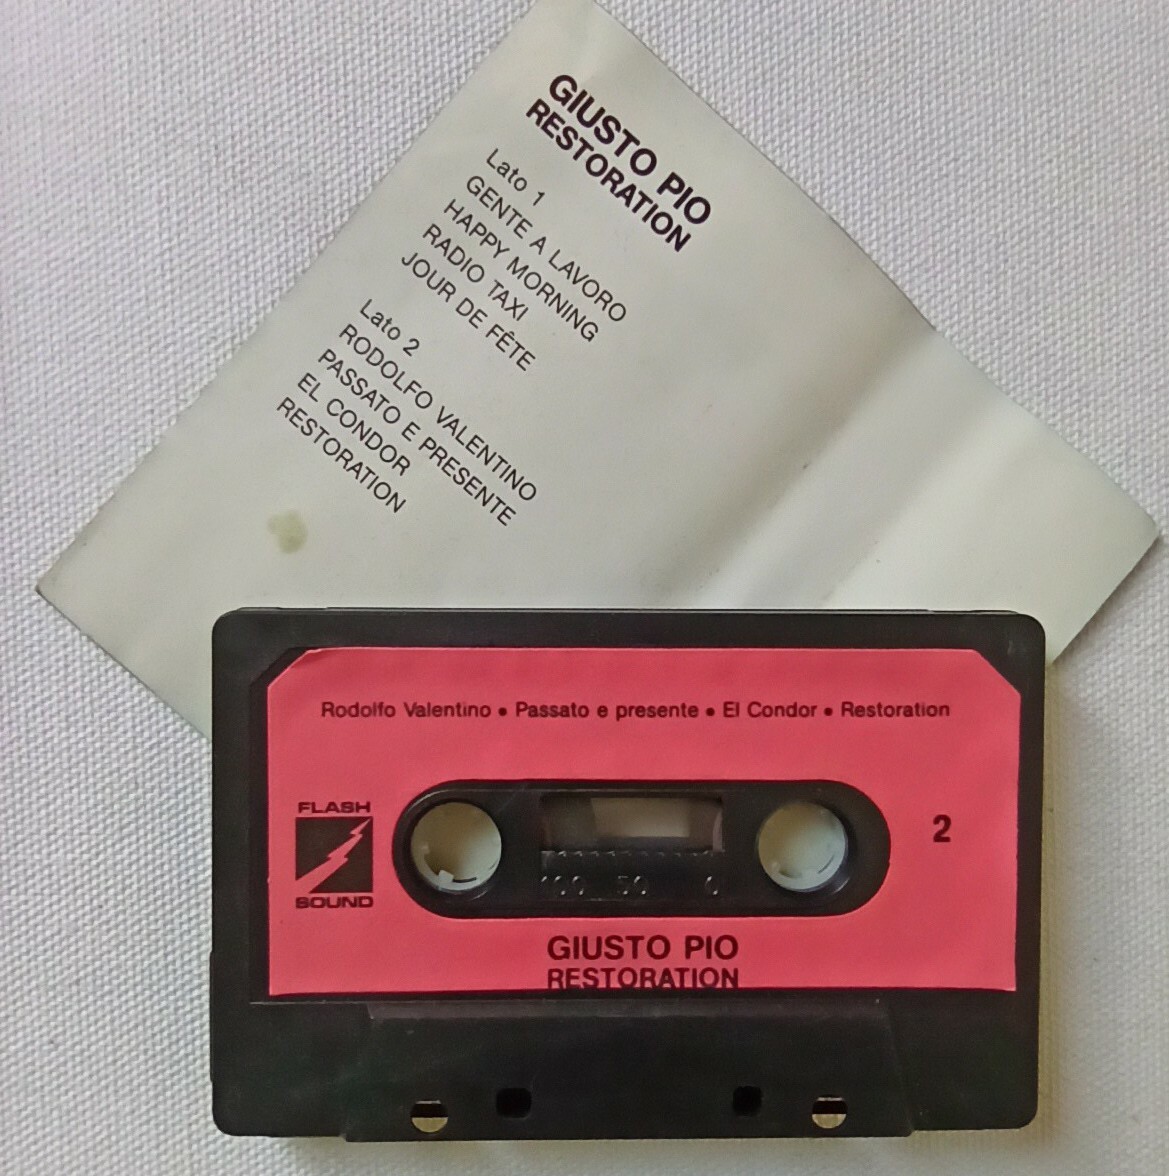 GIUSTO PIO
RESTORATION
Lato 1
GENTE A LAVORO
HAPPY MORNING
RADIO TAXI
JOUR DE FÊTE
Lato 2
RODOLFO VALENTINO
PASSATO E PRESENTE
EL CONDOR
RESTORATION
Rodolfo Valentino • Passato e presente • El Condor • Restoration
FLASH
SOUND
2
100 50 0
GIUSTO PIO
RESTORATION